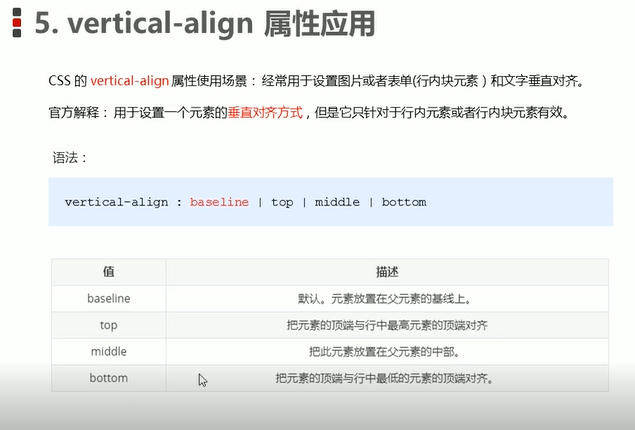 5. vertical-align 属性应用
CSS 的 vertical-align 属性使用场景： 经常用于设置图片或者表单(行内块元素 ) 和文字垂直对齐。
官方解释： 用于设置一个元素的垂直对齐方式，但是它只针对于行内元素或者行内块元素有效。
语法：
vertical-align : baseline | top | middle | bottom
值 描述
baseline 默认。元素放置在父元素的基线上。
top 把元素的顶端与行中最高元素的顶端对齐
middle 把此元素放置在父元素的中部。
bottom 把元素的顶端与行中最低的元素的顶端对齐。